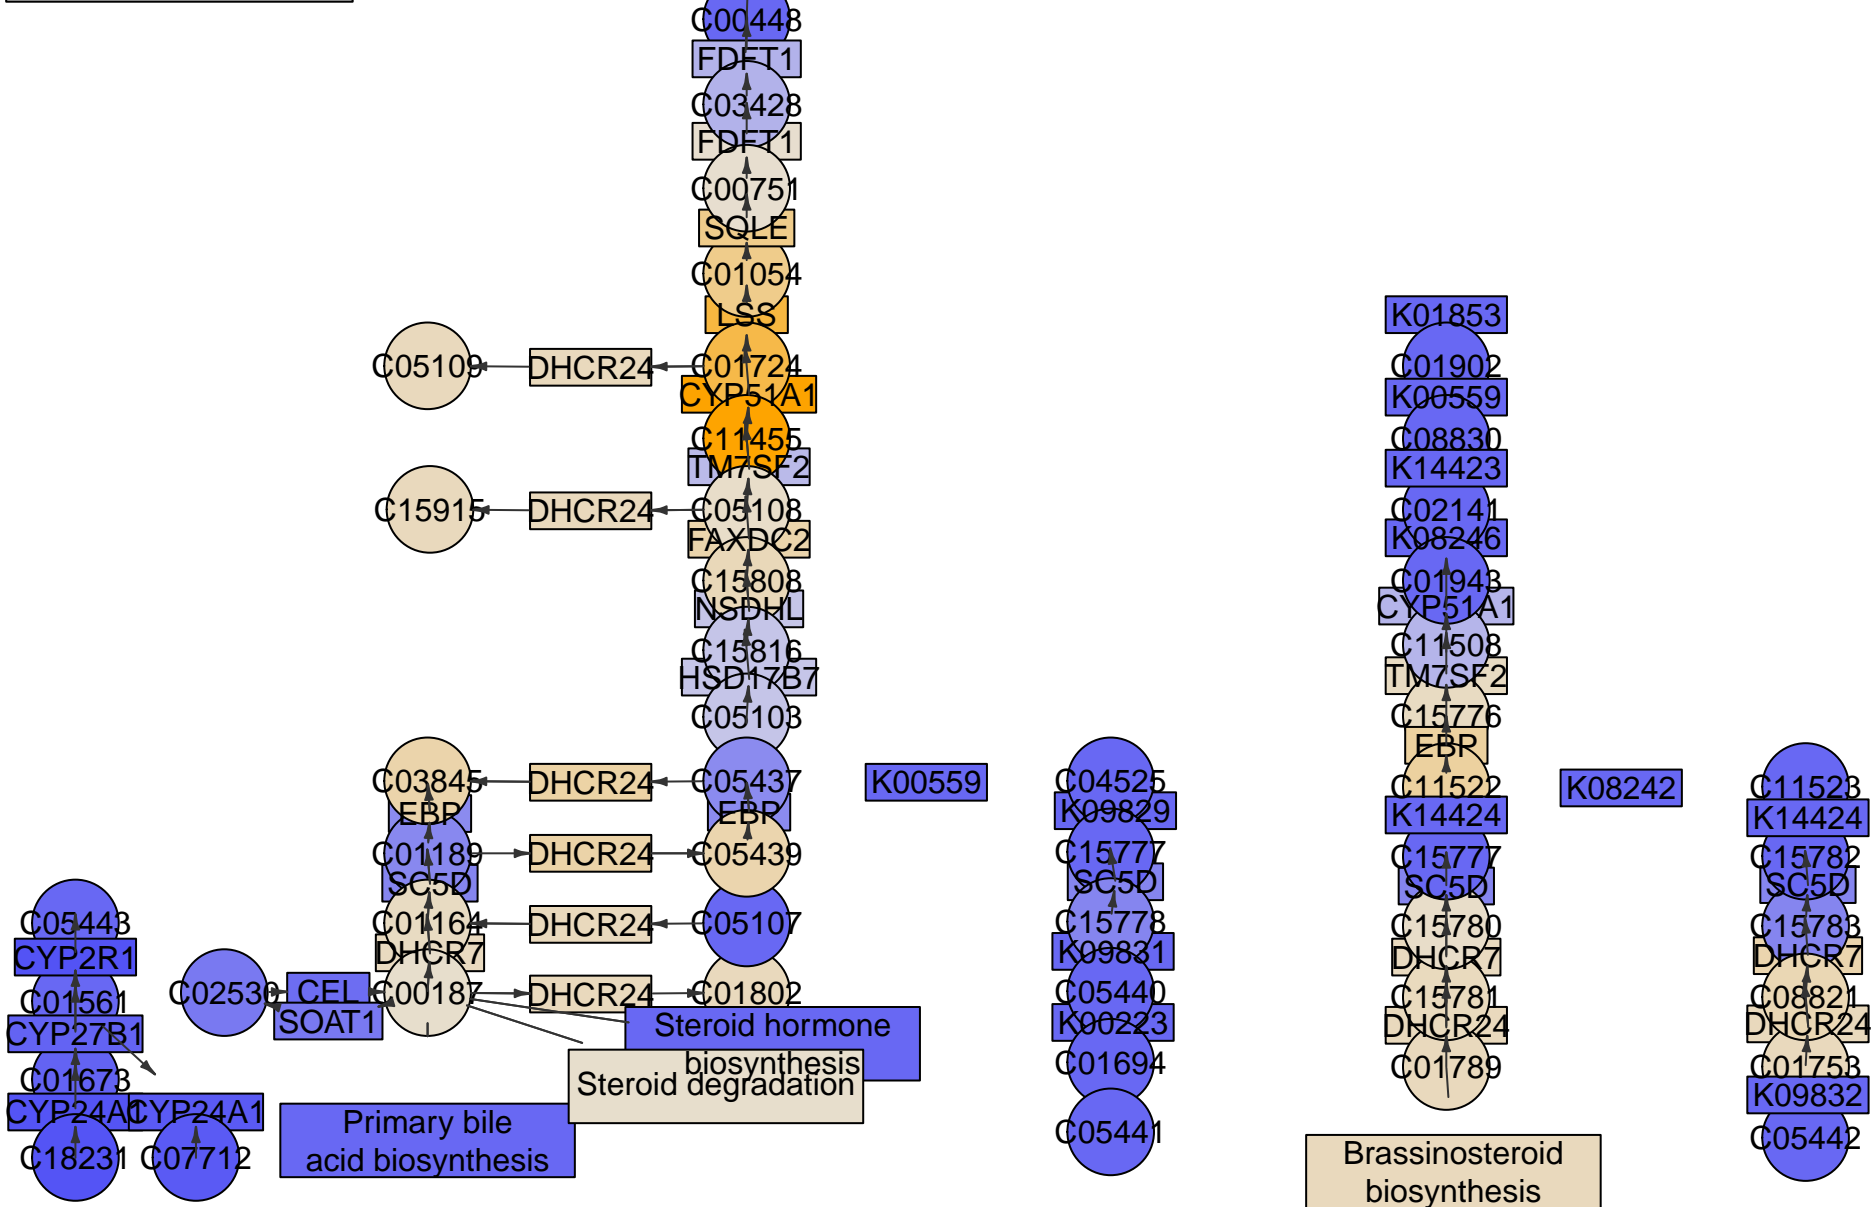 C00448
FDFT1
C03428
FDFT1
C00751
SQLE
C01054
LSS
C05109
DHCR24
C01724
CYP51A1
C11455
TM7SF2
C15915
DHCR24
C05108
FAXDC2
C15808
NSDHL
C15816
HSD17B7
C05103
C03845
DHCR24
C05437
EBP
EBP
C01189
DHCR24
C05439
SC5D
C01164
DHCR24
C05107
DHCR7
C02530
CEL
C00187
DHCR24
C01802
SOAT1
Steroid hormone
biosynthesis
Steroid degradation
Primary bile
acid biosynthesis
C05443
CYP2R1
C01561
CYP27B1
C01673
CYP24A1
CYP24A1
C18231
C07712
K00559
C04525
K09829
C15777
SC5D
C15778
K09831
C05440
K00223
C01694
C05441
K01853
C01902
K00559
C08830
K14423
C02141
K08246
C01943
CYP51A1
C11508
TM7SF2
C15776
EBP
C11522
K14424
C15777
SC5D
C15780
DHCR7
C15781
DHCR24
C01789
Brassinosteroid
biosynthesis
K08242
C11523
K14424
C15782
SC5D
C15783
DHCR7
C08821
DHCR24
C01753
K09832
C05442